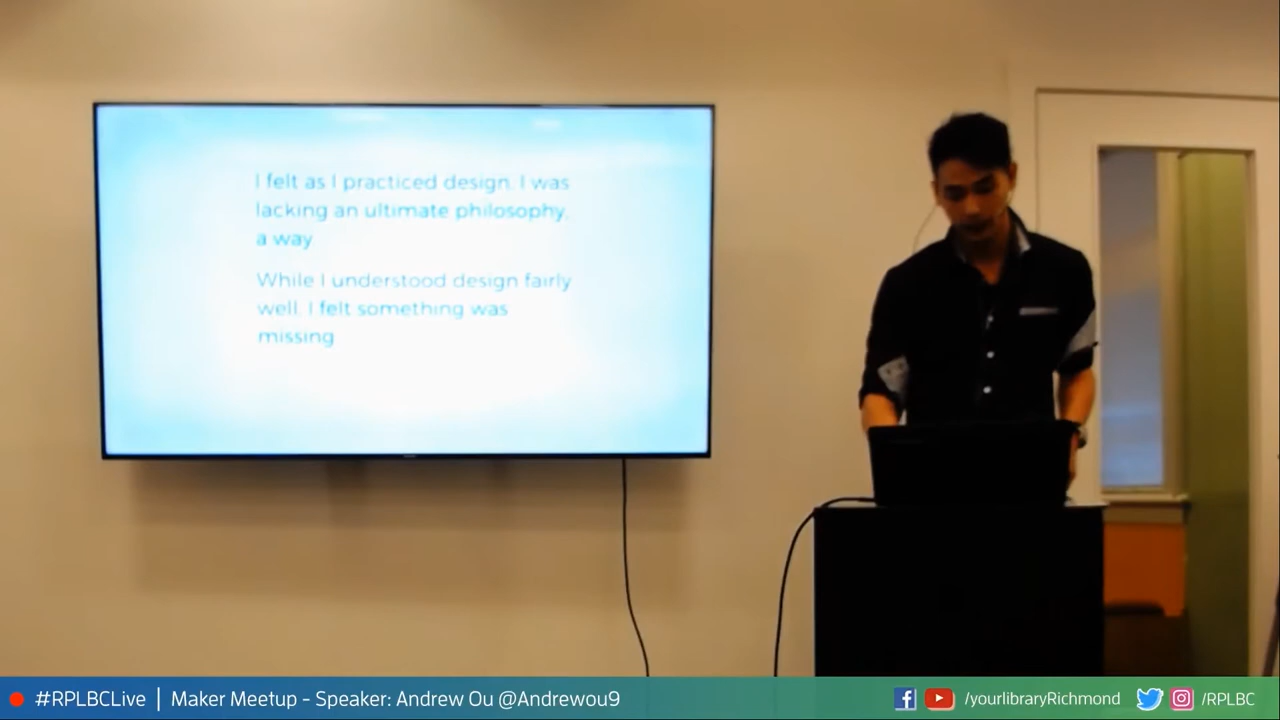 I felt as I practiced design. I was
lacking an ultimate philosophy,
a way
While I understood design fairly
well. I felt something was
missing
#RPLBCLive | Maker Meetup - Speaker: Andrew Ou @Andrewou9
/yourlibraryRichmond
/RPLBC